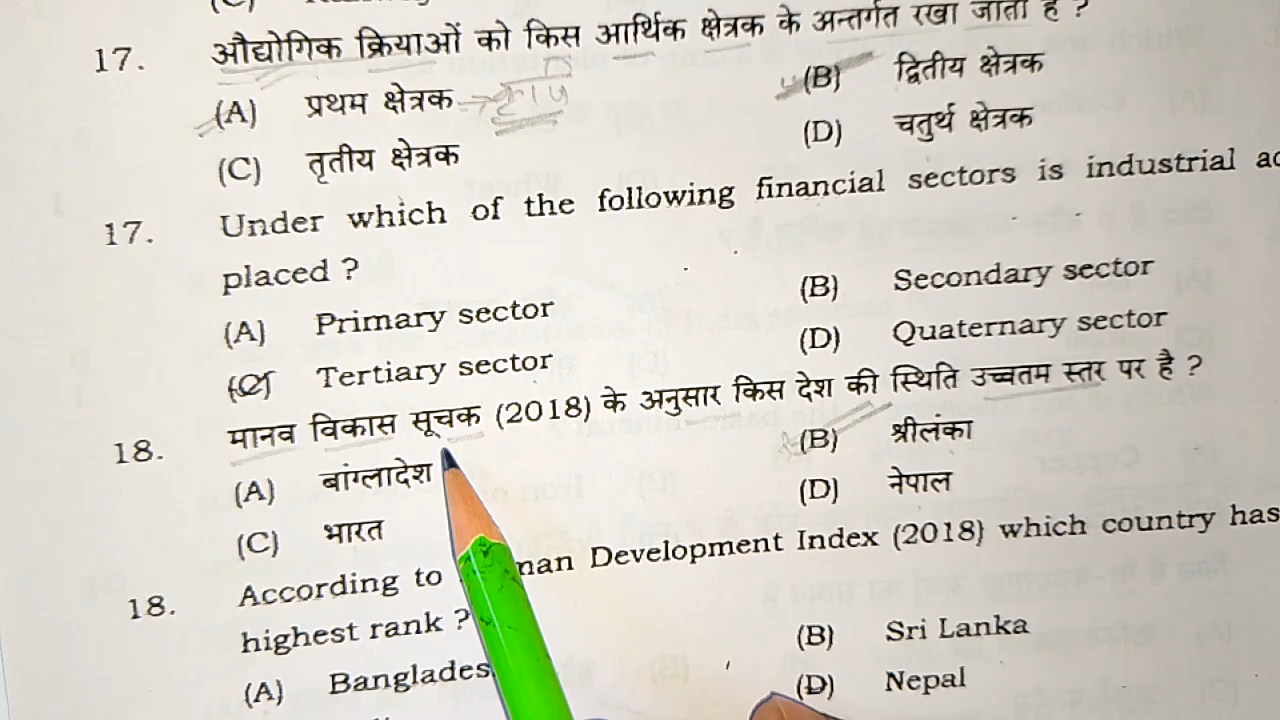 17. औद्योगिक क्रियाओं को किस आर्थिक क्षेत्रक के अन्तर्गत रखा जाता है ?
(A) प्रथम क्षेत्रक (B) द्वितीय क्षेत्रक
(C) तृतीय क्षेत्रक (D) चतुर्थ क्षेत्रक
17. Under which of the following financial sectors is industrial
placed ?
(A) Primary sector (B) Secondary sector
(C) Tertiary sector (D) Quaternary sector
18. मानव विकास सूचक (2018) के अनुसार किस देश की स्थिति उच्चतम स्तर पर है ?
(A) बांग्लादेश (B) श्रीलंका
(C) भारत (D) नेपाल
18. According to Development Index (2018) which country has
highest rank ?
(A) Banglades (B) Sri Lanka
(D) Nepal